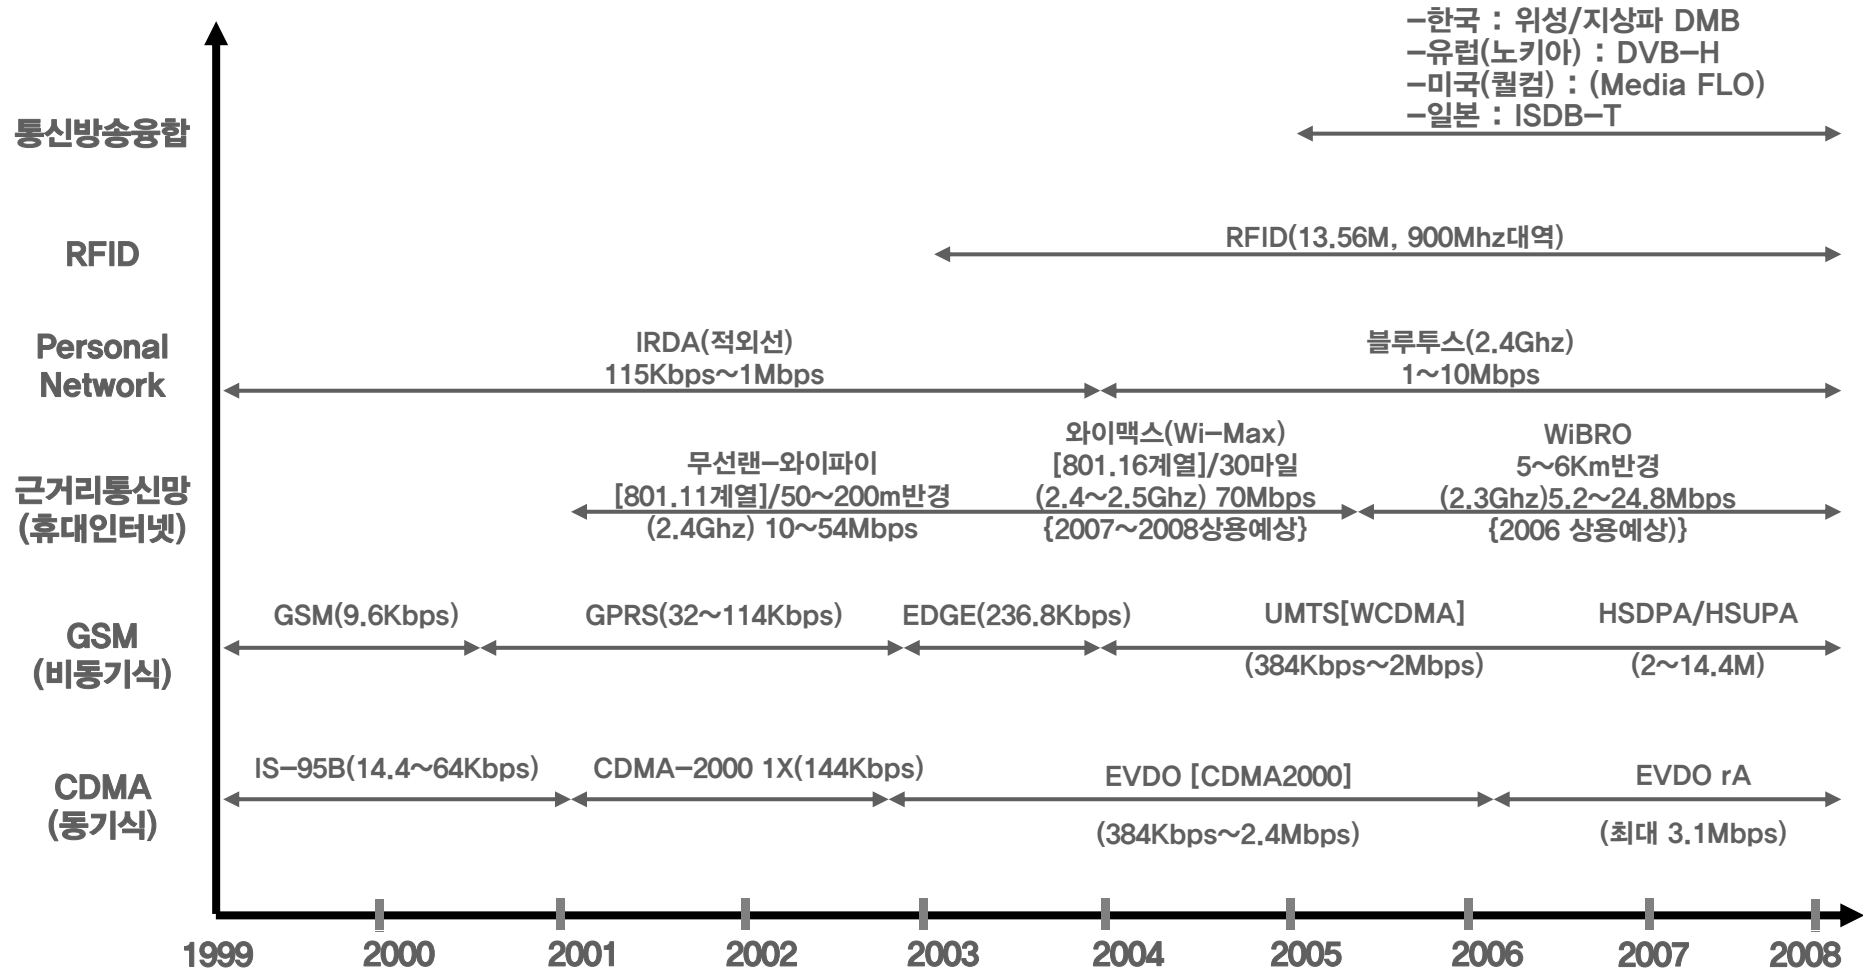 -한국 : 위성/지상파 DMB
-유럽(노키아) : DVB-H
-미국(퀄컴) : (Media FLO)
-일본 : ISDB-T
통신방송융합
RFID
RFID(13.56M, 900Mhz대역)
Personal
Network
IRDA(적외선)
115Kbps~1Mbps
블루투스(2.4Ghz)
1~10Mbps
근거리통신망
(휴대인터넷)
무선랜-와이파이
[801.11계열]/50~200m반경
(2.4Ghz) 10~54Mbps
와이맥스(Wi-Max)
[801.16계열]/30마일
(2.4~2.5Ghz) 70Mbps
{2007~2008상용예상}
WiBRO
5~6Km반경
(2.3Ghz)5.2~24.8Mbps
{2006 상용예상)}
GSM
(비동기식)
GSM(9.6Kbps)
GPRS(32~114Kbps)
EDGE(236.8Kbps)
UMTS[WCDMA]
(384Kbps~2Mbps)
HSDPA/HSUPA
(2~14.4M)
CDMA
(동기식)
IS-95B(14.4~64Kbps)
CDMA-2000 1X(144Kbps)
EVDO [CDMA2000]
(384Kbps~2.4Mbps)
EVDO rA
(최대 3.1Mbps)
1999 2000 2001 2002 2003 2004 2005 2006 2007 2008